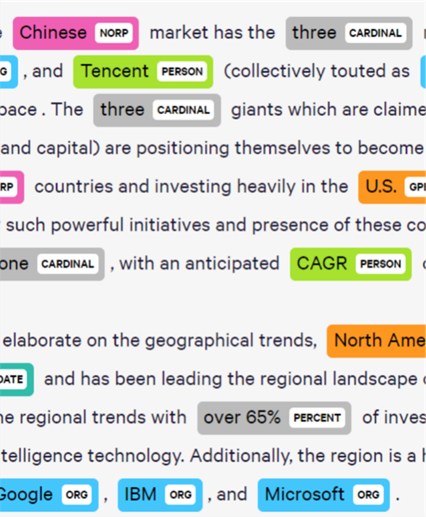 Chinese NORP market has the three CARDINAL
G , and Tencent PERSON (collectively touted as
pace . The three CARDINAL giants which are claime
and capital) are positioning themselves to become
RP countries and investing heavily in the U.S. GP
such powerful initiatives and presence of these co
one CARDINAL , with an anticipated CAGR PERSON
elaborate on the geographical trends, North Ame
DATE and has been leading the regional landscape
ne regional trends with over 65% PERCENT of inves
telligence technology. Additionally, the region is a
Google ORG , IBM ORG , and Microsoft ORG .